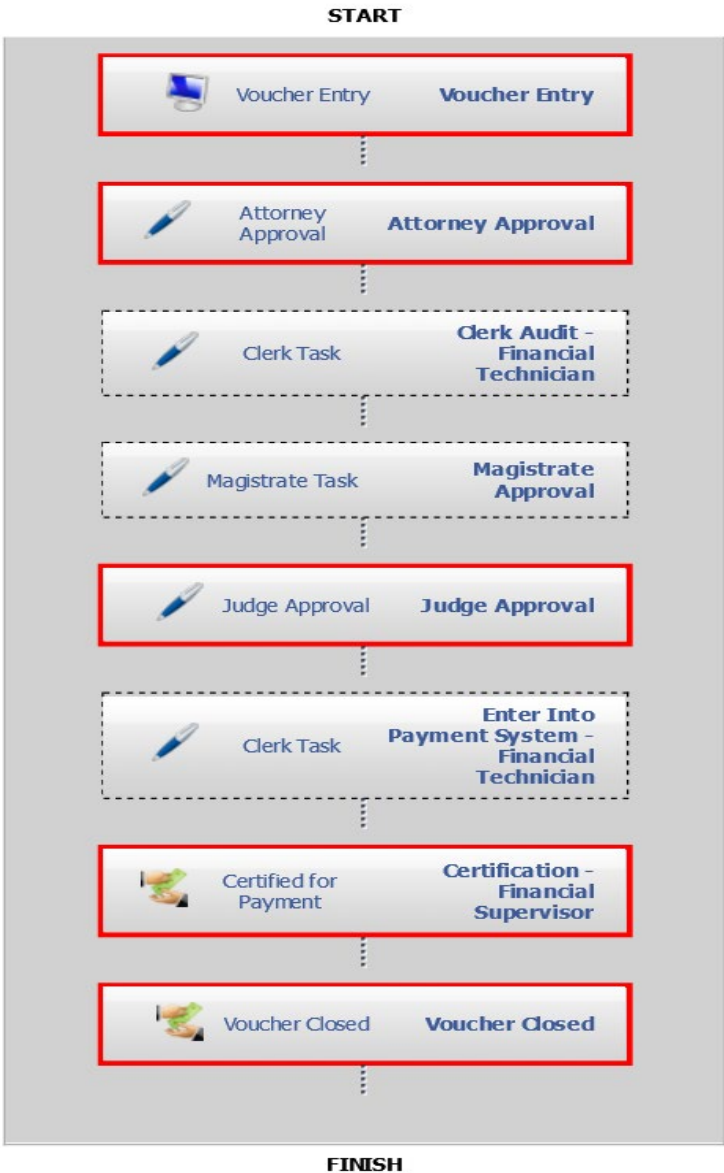 START
Voucher Entry Voucher Entry
Attorney
Approval
Attorney Approval
Clerk Task
Clerk Audit -
Financial
Technician
Magistrate Task
Magistrate
Approval
Judge Approval Judge Approval
Clerk Task
Enter Into
Payment System -
Financial
Technician
Certified for
Payment
Certification -
Financial
Supervisor
Voucher Closed Voucher Closed
FINISH